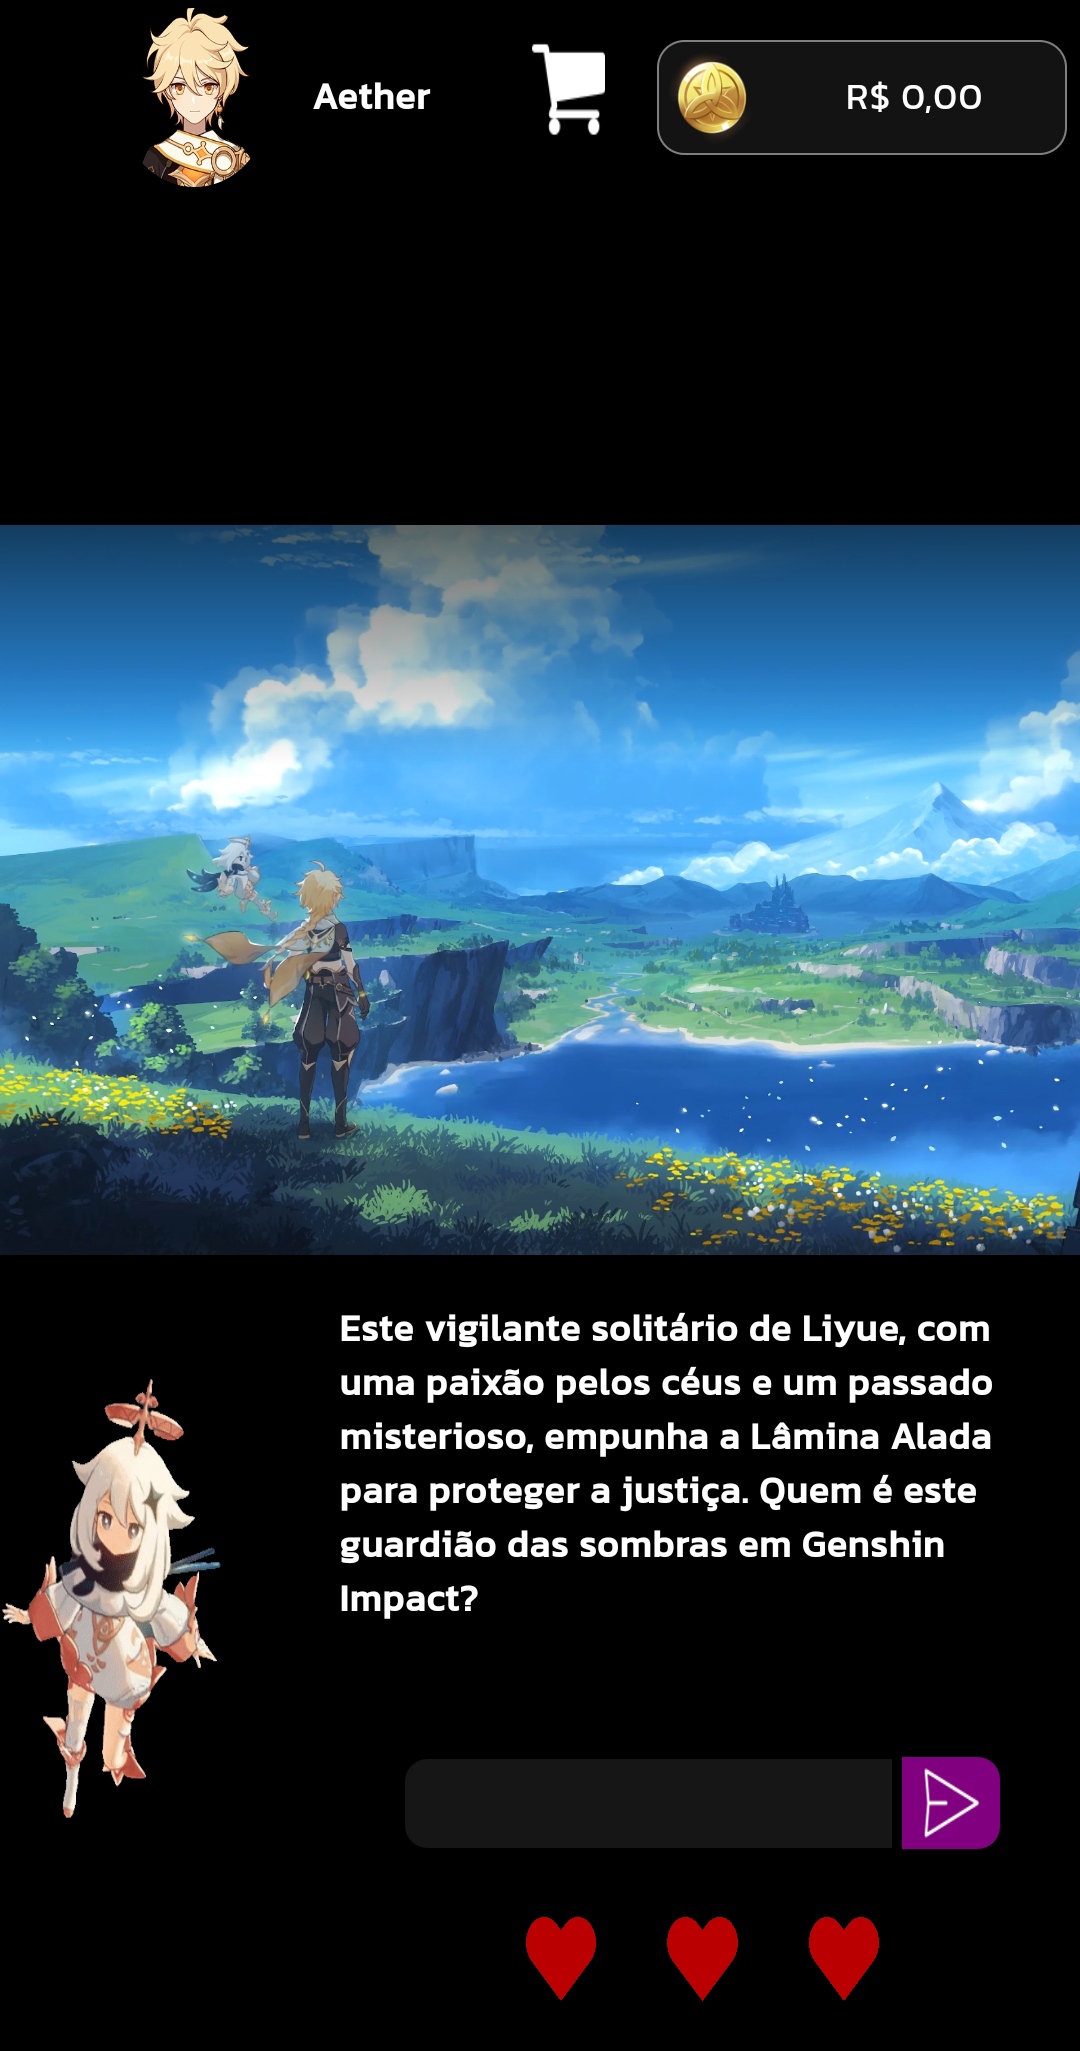 Aether
R$ 0,00
Este vigilante solitário de Liyue, com
uma paixão pelos céus e um passado
misterioso, empunha a Lâmina Alada
para proteger a justiça. Quem é este
guardião das sombras em Genshin
Impact?